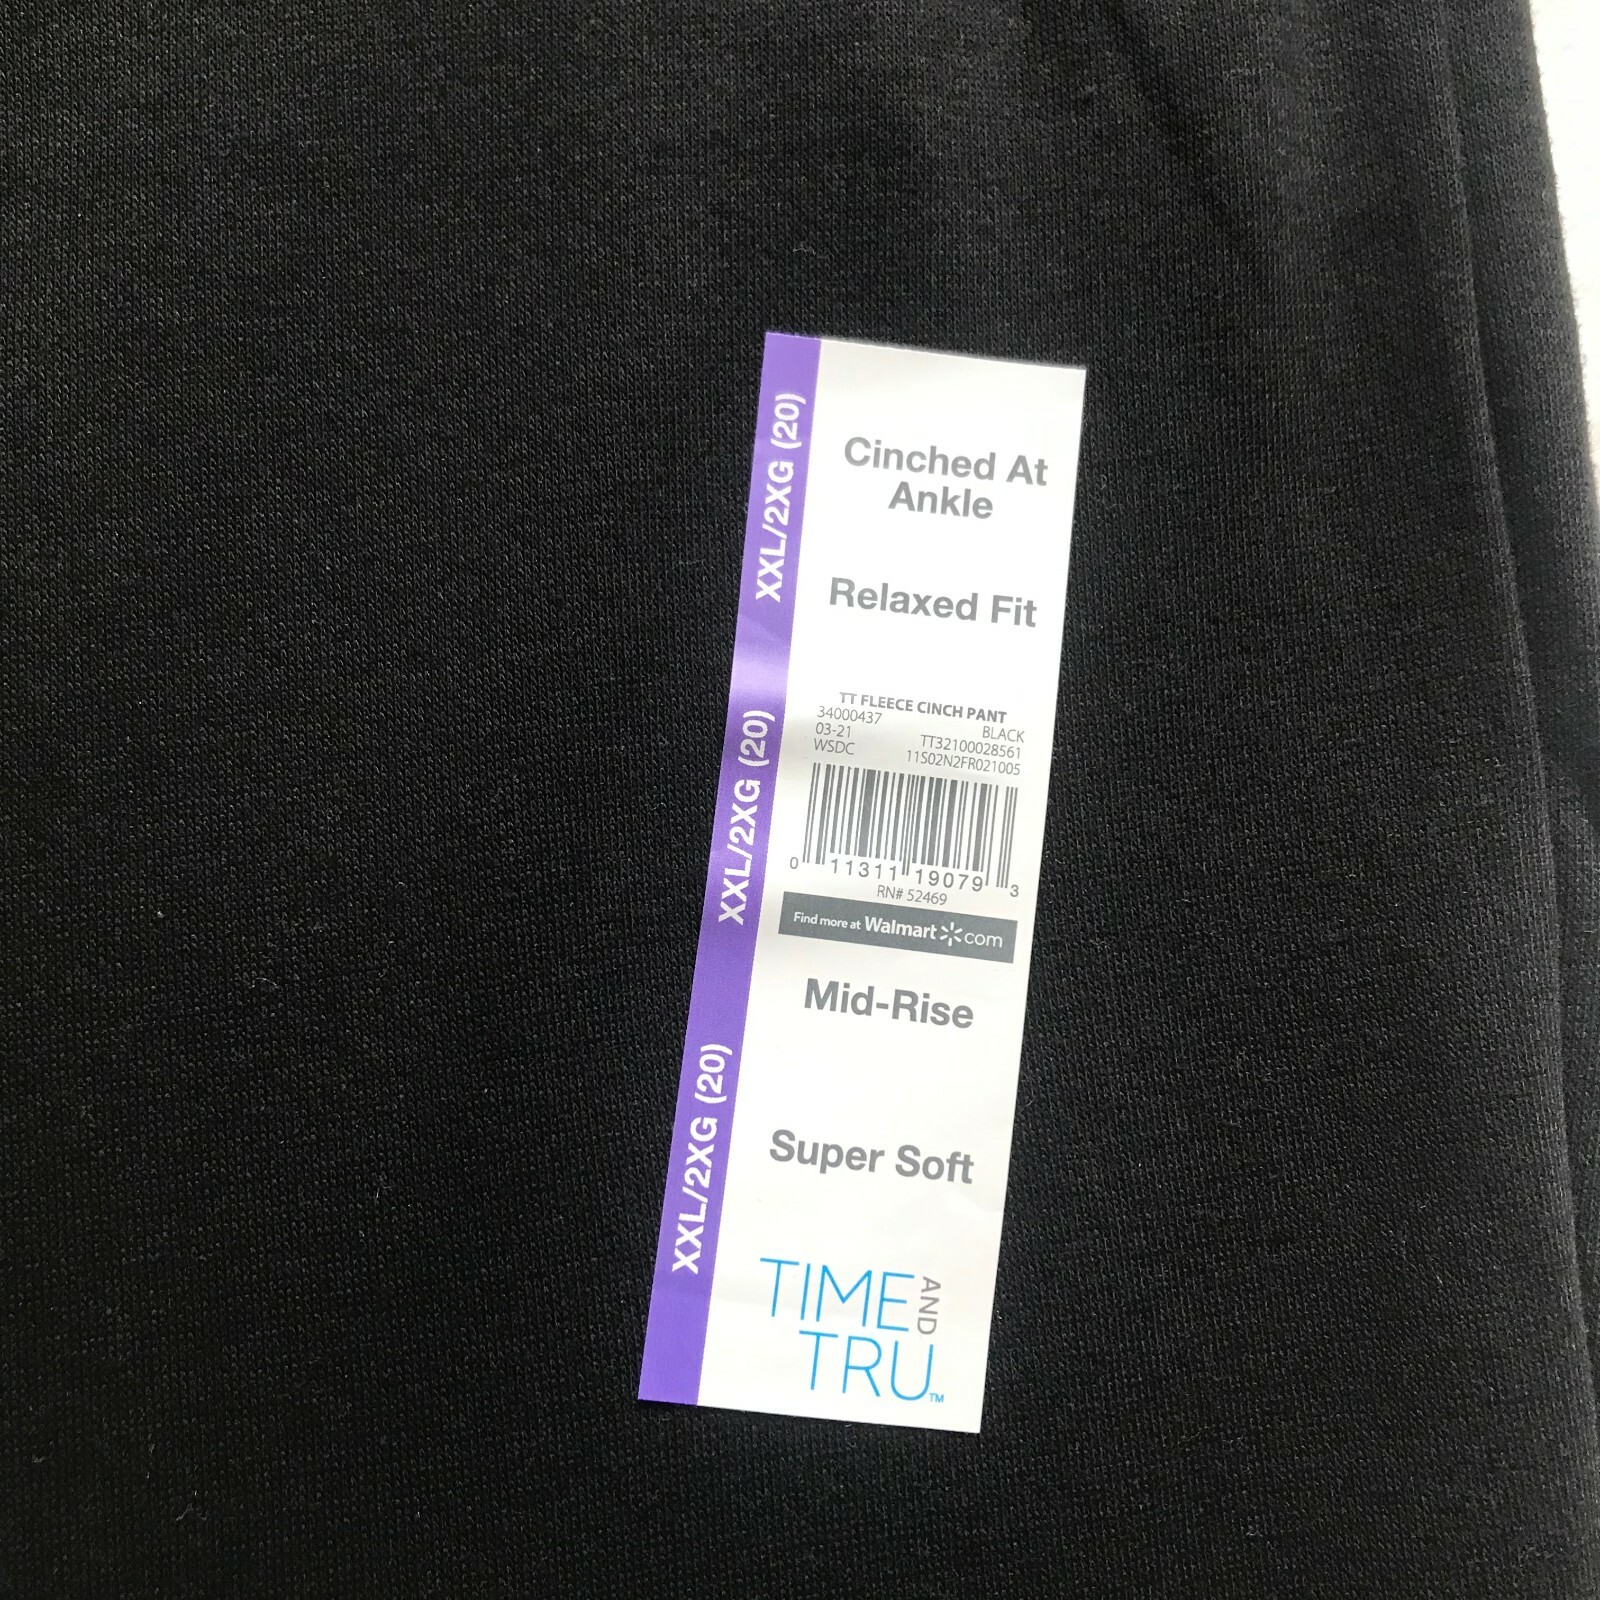 XXL/2XG (20)
XXL/2XG (20)
XXL/2XG (20)
Cinched At
Ankle
Relaxed Fit
TT FLEECE CINCH PANT
34000437 BLACK
03-21 TT32100028561
WSDC 11S02N2FR021005
0 11311 19079 3
RN# 52469
Find more at Walmart com
Mid-Rise
Super Soft
TIME AND
TRU™